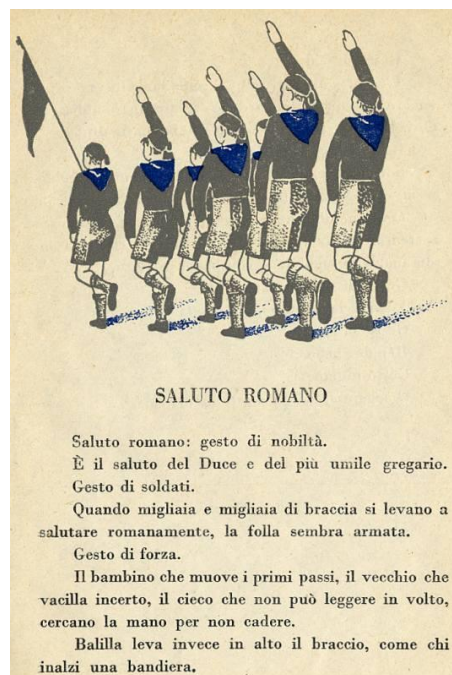 SALUTO ROMANO
Saluto romano: gesto di nobiltà.
È il saluto del Duce e del più umile gregario.
Gesto di soldati.
Quando migliaia e migliaia di braccia si levano a
salutare romanamente, la folla sembra armata.
Gesto di forza.
Il bambino che muove i primi passi, il vecchio che
vacilla incerto, il cieco che non può leggere in volto,
cercano la mano per non cadere.
Balilla leva invece in alto il braccio, come chi
inalzi una bandiera.